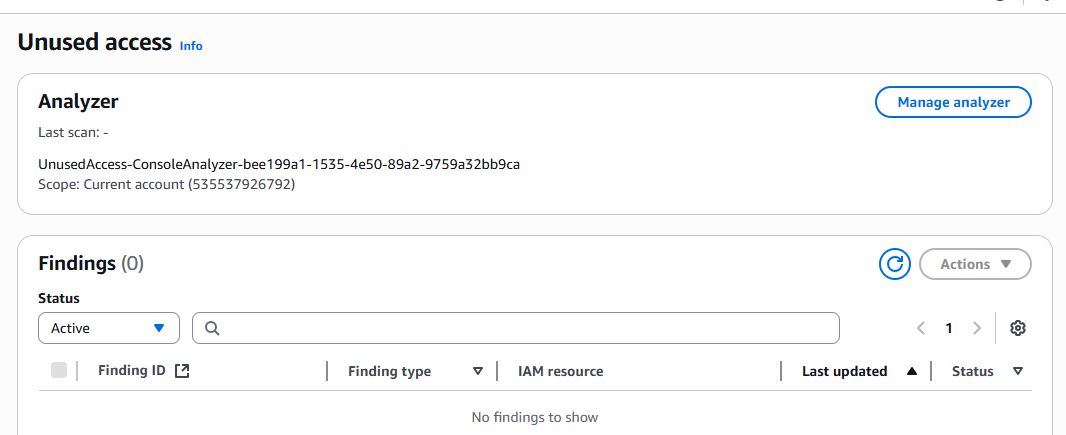 Unused access Info
Analyzer
Manage analyzer
Last scan: -
UnusedAccess-ConsoleAnalyzer-bee199a1-1535-4e50-89a2-9759a32bb9ca
Scope: Current account (535537926792)
Findings (0)
Actions
Status
Active
1
Finding ID Finding type IAM resource Last updated Status
No findings to show